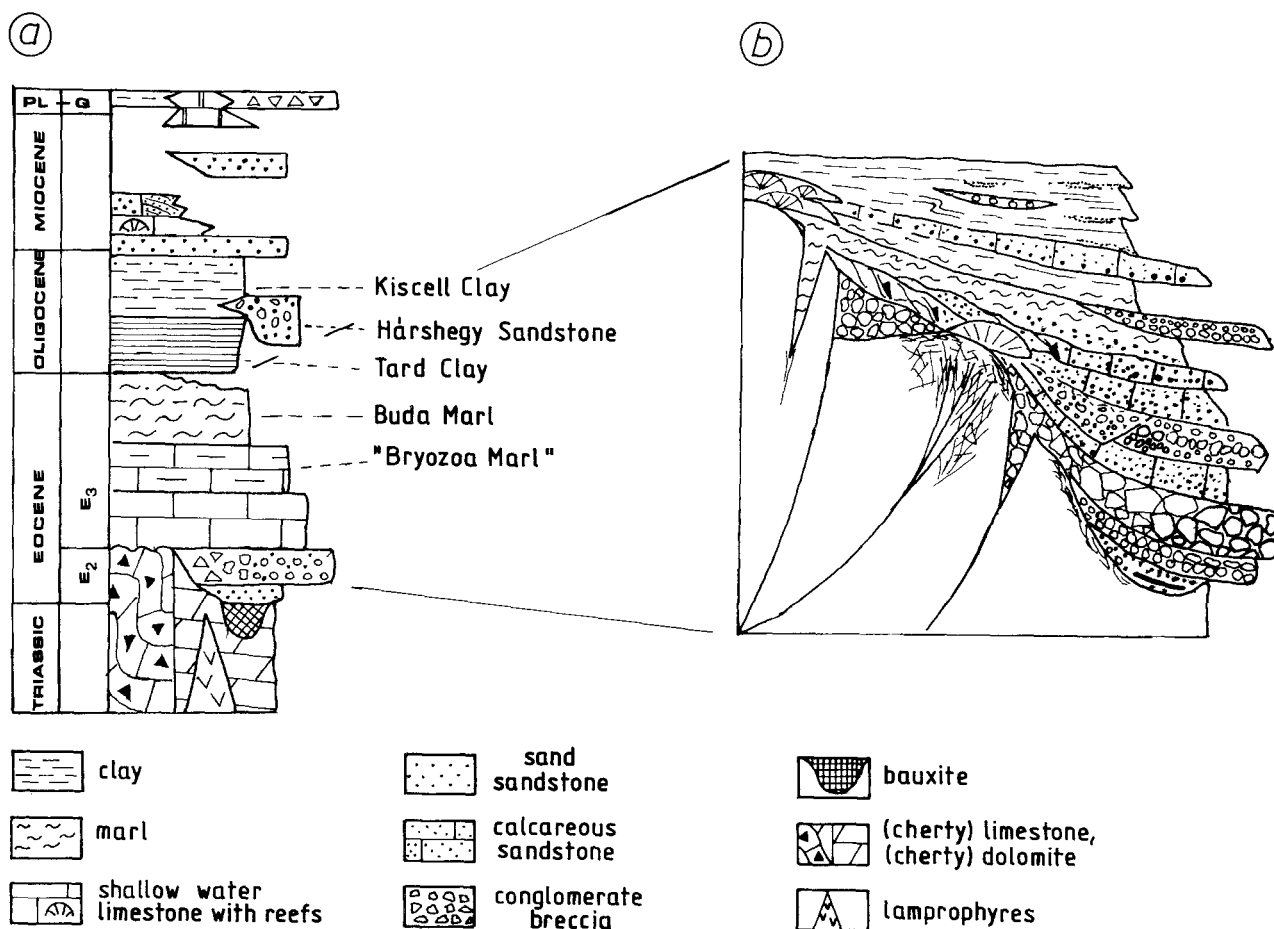 a
b
PL - Q
MIOCENE
OLIGOCENE
EOCENE
E3
E2
TRIASSIC
Kiscell Clay
Hårshegy Sandstone
Tard Clay
Buda Marl
"Bryozoa Marl"
clay
marl
shallow water
limestone with reefs
sand
sandstone
calcareous
sandstone
conglomerate
breccia
bauxite
(cherty) limestone,
(cherty) dolomite
lamprophyres